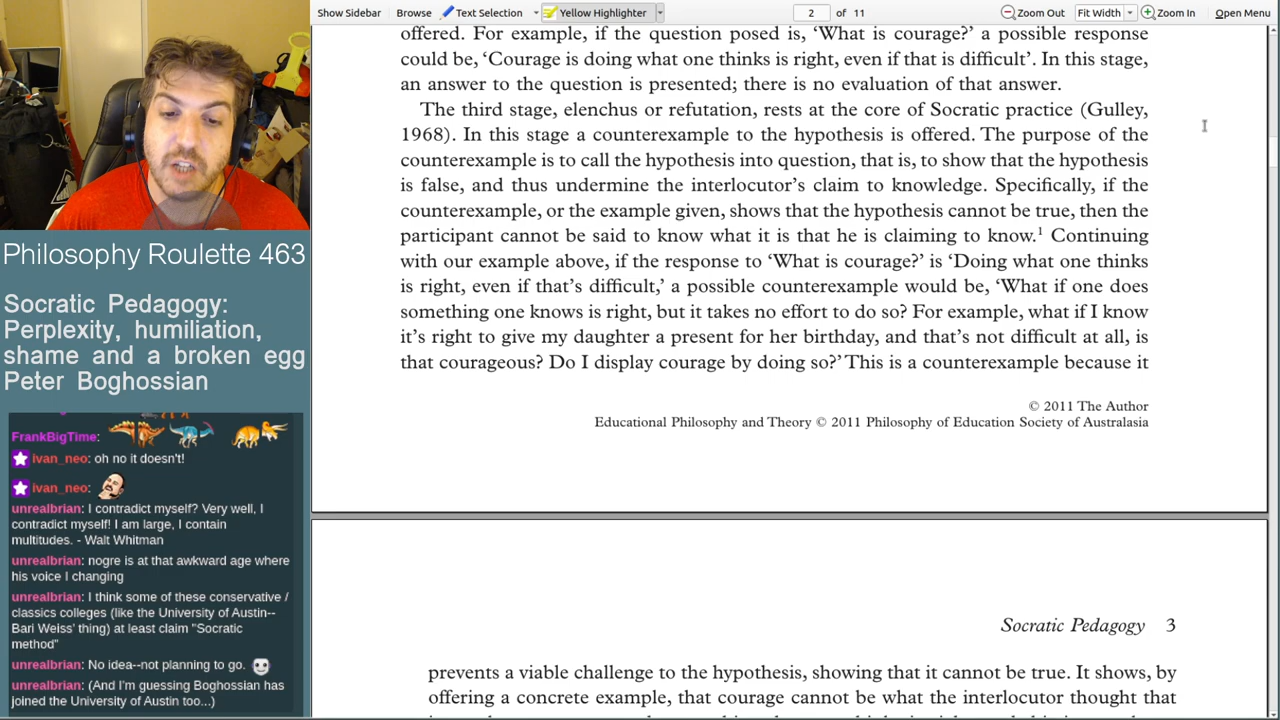 Show Sidebar Browse Text Selection Yellow Highlighter 2 of 11 Zoom Out Fit Width Zoom In Open Menu
offered. For example, if the question posed is, ‘What is courage?’ a possible response
could be, ‘Courage is doing what one thinks is right, even if that is difficult’. In this stage,
an answer to the question is presented; there is no evaluation of that answer.
The third stage, elenchus or refutation, rests at the core of Socratic practice (Gulley,
1968). In this stage a counterexample to the hypothesis is offered. The purpose of the
counterexample is to call the hypothesis into question, that is, to show that the hypothesis
is false, and thus undermine the interlocutor’s claim to knowledge. Specifically, if the
counterexample, or the example given, shows that the hypothesis cannot be true, then the
participant cannot be said to know what it is that he is claiming to know.1 Continuing
with our example above, if the response to ‘What is courage?’ is ‘Doing what one thinks
is right, even if that’s difficult,’ a possible counterexample would be, ‘What if one does
something one knows is right, but it takes no effort to do so? For example, what if I know
it’s right to give my daughter a present for her birthday, and that’s not difficult at all, is
that courageous? Do I display courage by doing so?’ This is a counterexample because it
© 2011 The Author
Educational Philosophy and Theory © 2011 Philosophy of Education Society of Australasia
Socratic Pedagogy 3
prevents a viable challenge to the hypothesis, showing that it cannot be true. It shows, by
offering a concrete example, that courage cannot be what the interlocutor thought that
Philosophy Roulette 463
Socratic Pedagogy:
Perplexity, humiliation,
shame and a broken egg
Peter Boghossian
FrankBigTime:
ivan_neo: oh no it doesn't!
ivan_neo:
unrealbrian: I contradict myself? Very well, I
contradict myself! I am large, I contain
multitudes. - Walt Whitman
unrealbrian: nogre is at that awkward age where
his voice I changing
unrealbrian: I think some of these conservative /
classics colleges (like the University of Austin--
Bari Weiss' thing) at least claim "Socratic
method"
unrealbrian: No idea--not planning to go.
unrealbrian: (And I'm guessing Boghossian has
joined the University of Austin too...)